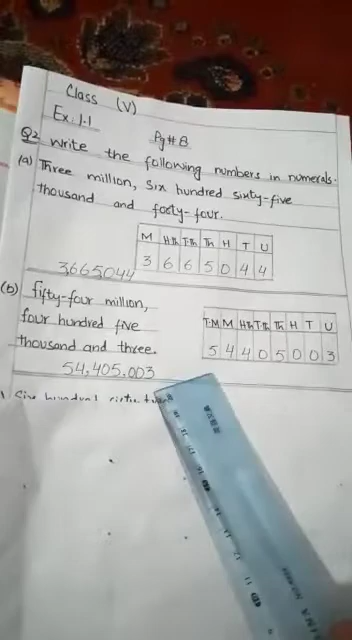 Class (V)
Ex: 1.1
Pg# 8
Q2 Write the following numbers in numerals.
(a) Three million, six hundred sixty-five
thousand and forty-four.
M H.th T.th Th H T U
3 6 6 5 0 4 4
3665044
(b) fifty-four million,
four hundred five
thousand and three.
T.M M H.th T.th Th H T U
5 4 4 0 5 0 0 3
54,405,003
Six hundred